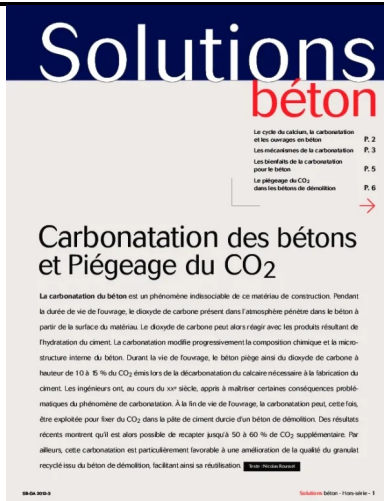 Solutions
béton
Le cycle du calcium, la carbonatation
et les ouvrages en béton P. 2
Les mécanismes de la carbonatation P. 3
Les bienfaits de la carbonatation
pour le béton P. 5
Le piégeage du CO2
dans les bétons de démolition P. 6
Carbonatation des bétons
et Piégeage du CO2
La carbonatation du béton est un phénomène indissociable de ce matériau de construction. Pendant
la durée de vie de l'ouvrage, le dioxyde de carbone présent dans l'atmosphère pénètre dans le béton à
partir de la surface du matériau. Le dioxyde de carbone peut alors réagir avec les produits résultant de
l'hydratation du ciment. La carbonatation modifie progressivement la composition chimique et la micro-
structure interne du béton. Durant la vie de l'ouvrage, le béton piège ainsi du dioxyde de carbone à
hauteur de 10 à 15 % du CO2 émis lors de la décarbonatation du calcaire nécessaire à la fabrication du
ciment. Les ingénieurs ont, au cours du XXe siècle, appris à maîtriser certaines conséquences problé-
matiques du phénomène de carbonatation. À la fin de vie de l'ouvrage, la carbonatation peut, cette fois,
être exploitée pour fixer du CO2 dans la pâte de ciment durcie d'un béton de démolition. Des résultats
récents montrent qu'il est alors possible de recapter jusqu'à 50 à 60 % de CO2 supplémentaire. Par
ailleurs, cette carbonatation est particulièrement favorable à une amélioration de la qualité du granulat
recyclé issu du béton de démolition, facilitant ainsi sa réutilisation. Texte : Nicolas Roussel
SB-OA 2012-3 Solutions béton - Hors-série - 1